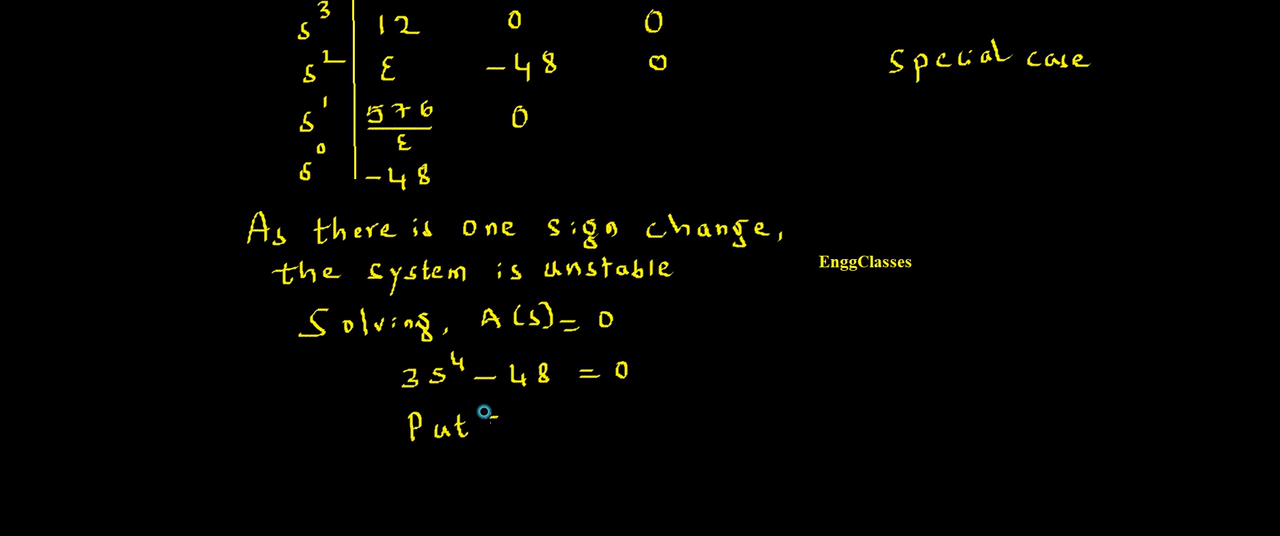 s³ | 12 0 0
s² | ε -48 0 special case
s¹ | 576/ε 0
s⁰ | -48
As there is one sign change,
the system is unstable
EnggClasses
Solving, A(s) = 0
3s⁴ - 48 = 0
Put